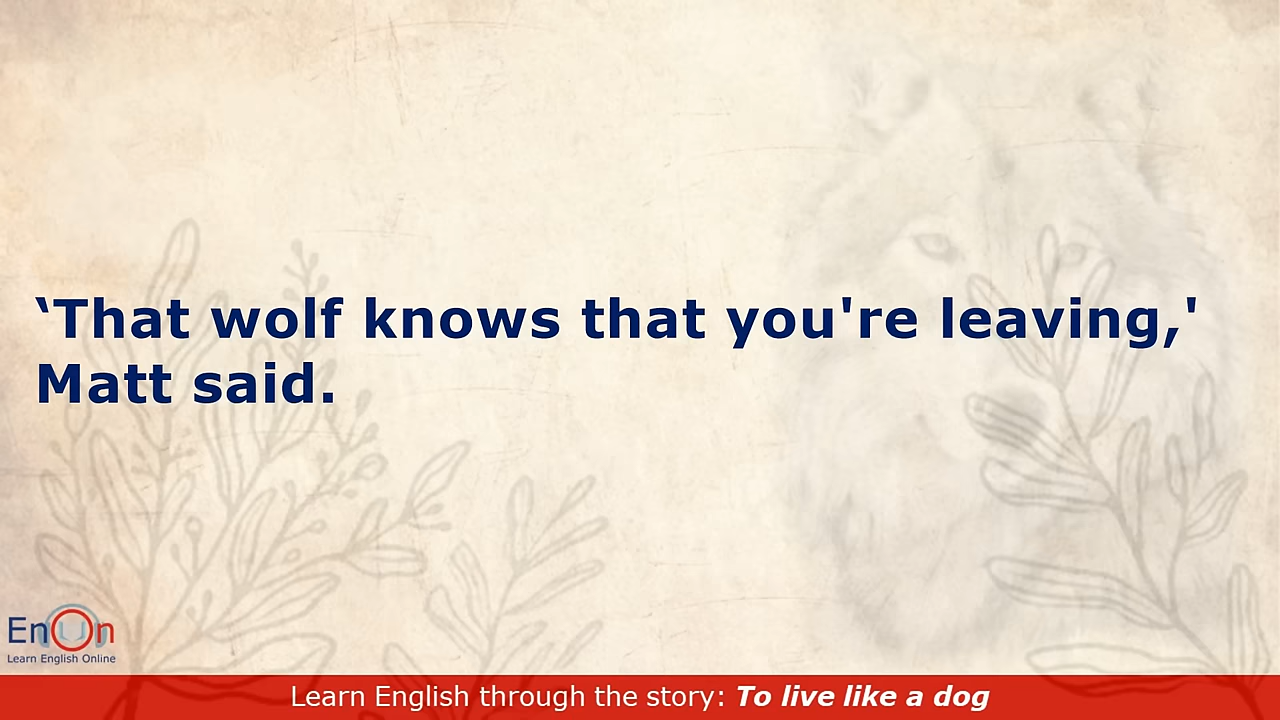 ‘That wolf knows that you're leaving,'
Matt said.
EnOn
Learn English Online
Learn English through the story: To live like a dog